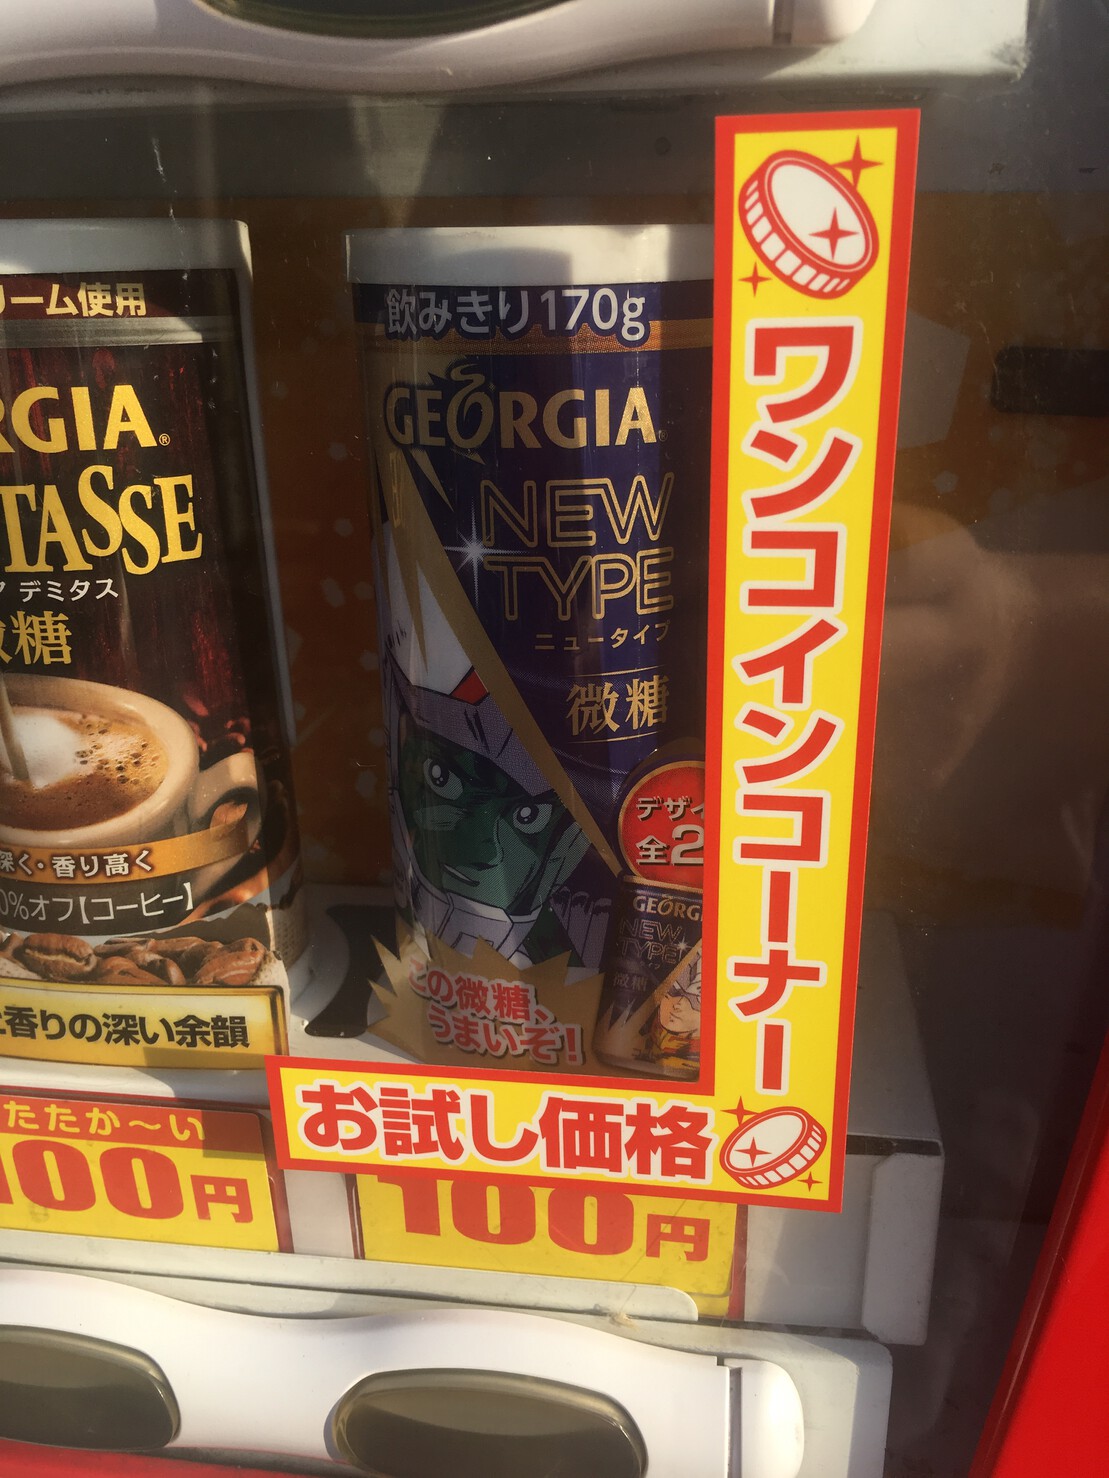 リーム使用
RGIA®
TASSE
デミタス
微糖
深く・香り高く
0%オフ【コーヒー】
と香りの深い余韻
たたか～い
100円
飲みきり170g
GEORGIA
NEW
TYPE
ニュータイプ
微糖
デザイ
全2
GEORGI
NEW
TYPE
微糖
この微糖、
うまいぞ!
ワンコインコーナー
お試し価格
100円